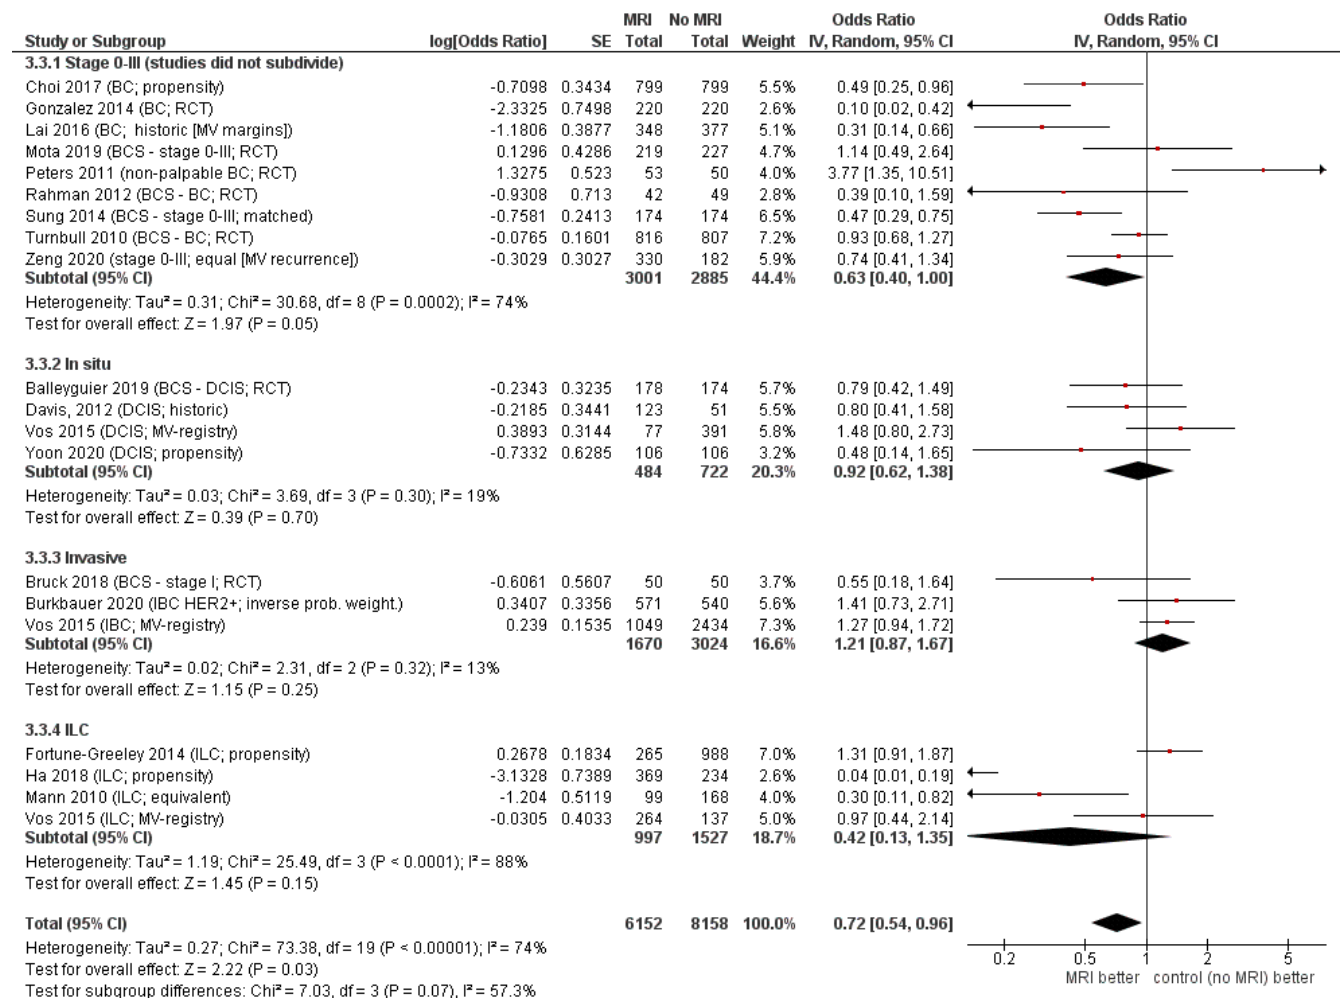 MRI No MRI Odds Ratio Odds Ratio
Study or Subgroup log[Odds Ratio] SE Total Total Weight IV, Random, 95% CI IV, Random, 95% CI
3.3.1 Stage 0-III (studies did not subdivide)
Choi 2017 (BC; propensity) -0.7098 0.3434 799 799 5.5% 0.49 [0.25, 0.96]
Gonzalez 2014 (BC; RCT) -2.3325 0.7498 220 220 2.6% 0.10 [0.02, 0.42]
Lai 2016 (BC; historic [MV margins]) -1.1806 0.3877 348 377 5.1% 0.31 [0.14, 0.66]
Mota 2019 (BCS - stage 0-III; RCT) 0.1296 0.4286 219 227 4.7% 1.14 [0.49, 2.64]
Peters 2011 (non-palpable BC; RCT) 1.3275 0.523 53 50 4.0% 3.77 [1.35, 10.51]
Rahman 2012 (BCS - BC; RCT) -0.9308 0.713 42 49 2.8% 0.39 [0.10, 1.59]
Sung 2014 (BCS - stage 0-III; matched) -0.7581 0.2413 174 174 6.5% 0.47 [0.29, 0.75]
Turnbull 2010 (BCS - BC; RCT) -0.0765 0.1601 816 807 7.2% 0.93 [0.68, 1.27]
Zeng 2020 (stage 0-III; equal [MV recurrence]) -0.3029 0.3027 330 182 5.9% 0.74 [0.41, 1.34]
Subtotal (95% CI) 3001 2885 44.4% 0.63 [0.40, 1.00]
Heterogeneity: Tau² = 0.31; Chi² = 30.68, df = 8 (P = 0.0002); I² = 74%
Test for overall effect: Z = 1.97 (P = 0.05)
3.3.2 In situ
Balleyguier 2019 (BCS - DCIS; RCT) -0.2343 0.3235 178 174 5.7% 0.79 [0.42, 1.49]
Davis, 2012 (DCIS; historic) -0.2185 0.3441 123 51 5.5% 0.80 [0.41, 1.58]
Vos 2015 (DCIS; MV-registry) 0.3893 0.3144 77 391 5.8% 1.48 [0.80, 2.73]
Yoon 2020 (DCIS; propensity) -0.7332 0.6285 106 106 3.2% 0.48 [0.14, 1.65]
Subtotal (95% CI) 484 722 20.3% 0.92 [0.62, 1.38]
Heterogeneity: Tau² = 0.03; Chi² = 3.69, df = 3 (P = 0.30); I² = 19%
Test for overall effect: Z = 0.39 (P = 0.70)
3.3.3 Invasive
Bruck 2018 (BCS - stage I; RCT) -0.6061 0.5607 50 50 3.7% 0.55 [0.18, 1.64]
Burkbauer 2020 (IBC HER2+; inverse prob. weight.) 0.3407 0.3356 571 540 5.6% 1.41 [0.73, 2.71]
Vos 2015 (IBC; MV-registry) 0.239 0.1535 1049 2434 7.3% 1.27 [0.94, 1.72]
Subtotal (95% CI) 1670 3024 16.6% 1.21 [0.87, 1.67]
Heterogeneity: Tau² = 0.02; Chi² = 2.31, df = 2 (P = 0.32); I² = 13%
Test for overall effect: Z = 1.15 (P = 0.25)
3.3.4 ILC
Fortune-Greeley 2014 (ILC; propensity) 0.2678 0.1834 265 988 7.0% 1.31 [0.91, 1.87]
Ha 2018 (ILC; propensity) -3.1328 0.7389 369 234 2.6% 0.04 [0.01, 0.19]
Mann 2010 (ILC; equivalent) -1.204 0.5119 99 168 4.0% 0.30 [0.11, 0.82]
Vos 2015 (ILC; MV-registry) -0.0305 0.4033 264 137 5.0% 0.97 [0.44, 2.14]
Subtotal (95% CI) 997 1527 18.7% 0.42 [0.13, 1.35]
Heterogeneity: Tau² = 1.19; Chi² = 25.49, df = 3 (P < 0.0001); I² = 88%
Test for overall effect: Z = 1.45 (P = 0.15)
Total (95% CI) 6152 8158 100.0% 0.72 [0.54, 0.96]
Heterogeneity: Tau² = 0.27; Chi² = 73.38, df = 19 (P < 0.00001); I² = 74%
Test for overall effect: Z = 2.22 (P = 0.03)
Test for subgroup differences: Chi² = 7.03, df = 3 (P = 0.07), I² = 57.3%
0.2 0.5 1 2 5
MRI better control (no MRI) better